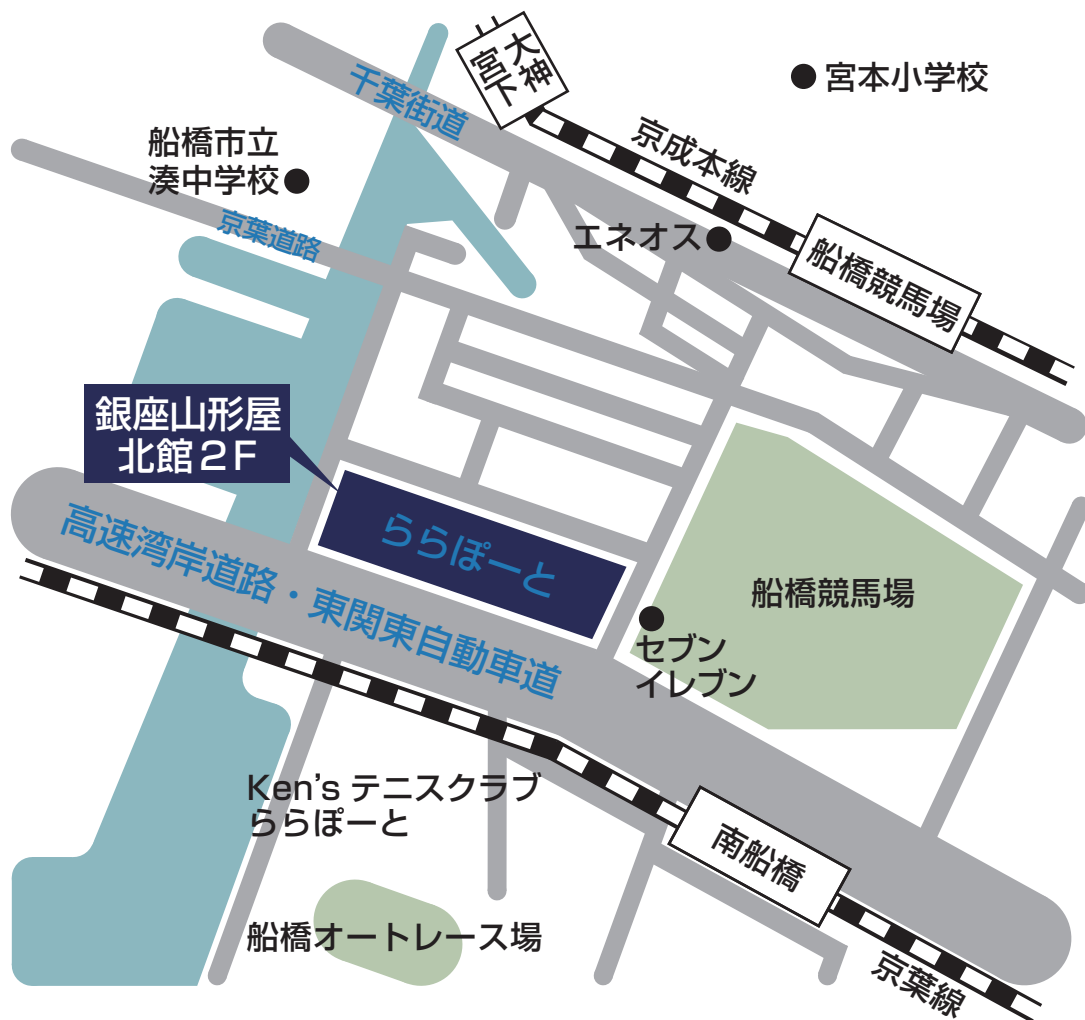 大神
宮下
宮本小学校
千葉街道
京成本線
船橋市立
湊中学校
京葉道路
エネオス
船橋競馬場
銀座山形屋
北館2F
ららぽーと
高速湾岸道路・東関東自動車道
船橋競馬場
セブン
イレブン
Ken's テニスクラブ
ららぽーと
南船橋
船橋オートレース場
京葉線